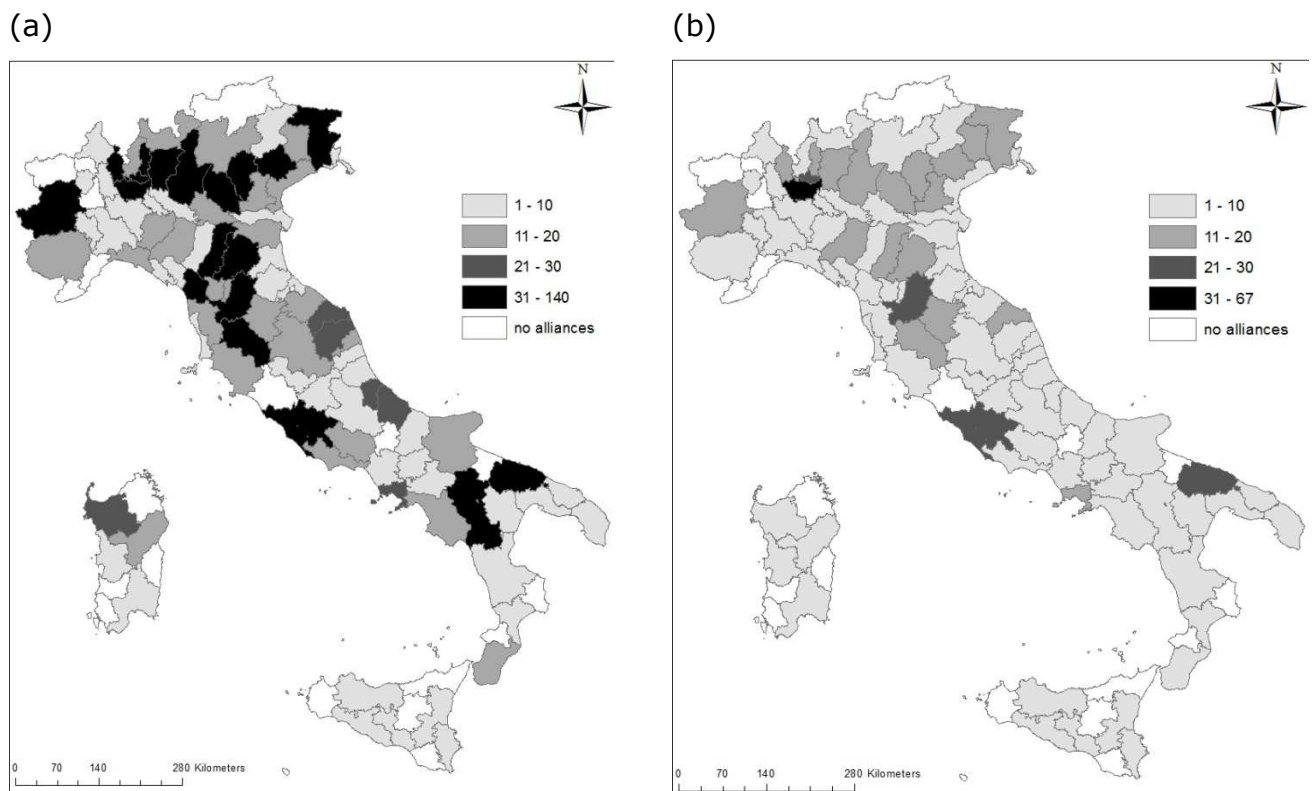 (a)
N
1 - 10
11 - 20
21 - 30
31 - 140
no alliances
0 70 140 280 Kilometers
(b)
N
1 - 10
11 - 20
21 - 30
31 - 67
no alliances
0 70 140 280 Kilometers